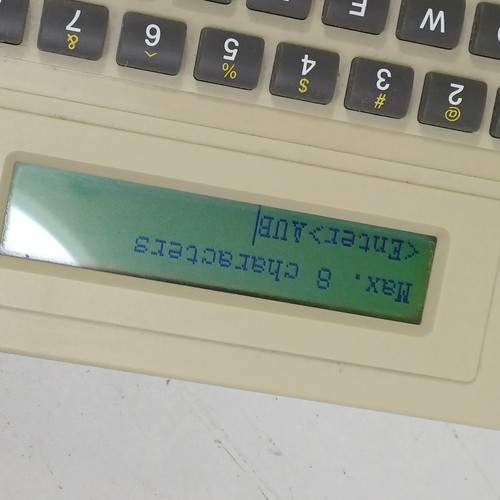 Max. 8 characters
<Enter>AUB
@ # $ % ^ &
2 3 4 5 6 7
W E